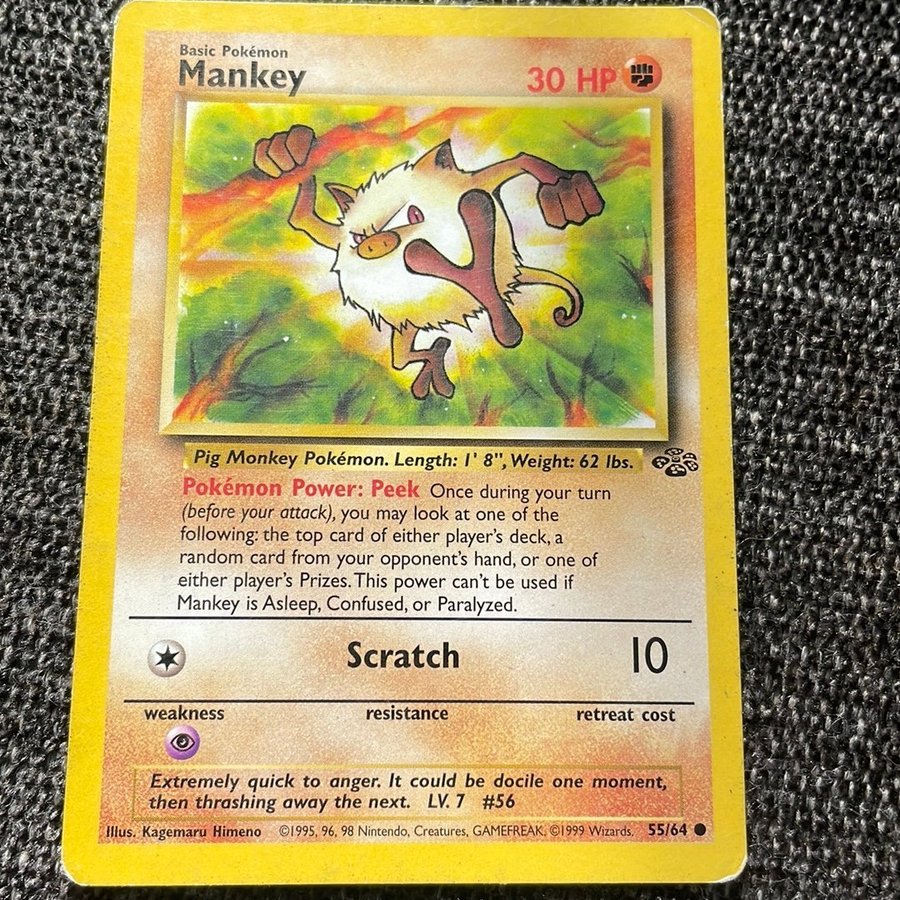 Basic Pokémon
Mankey
30 HP
Pig Monkey Pokémon. Length: 1' 8", Weight: 62 lbs.
Pokémon Power: Peek Once during your turn
(before your attack), you may look at one of the
following: the top card of either player's deck, a
random card from your opponent's hand, or one of
either player's Prizes. This power can't be used if
Mankey is Asleep, Confused, or Paralyzed.
Scratch 10
weakness resistance retreat cost
Extremely quick to anger. It could be docile one moment,
then thrashing away the next. LV. 7 #56
Illus. Kagemaru Himeno ©1995, 96, 98 Nintendo, Creatures, GAMEFREAK. ©1999 Wizards. 55/64